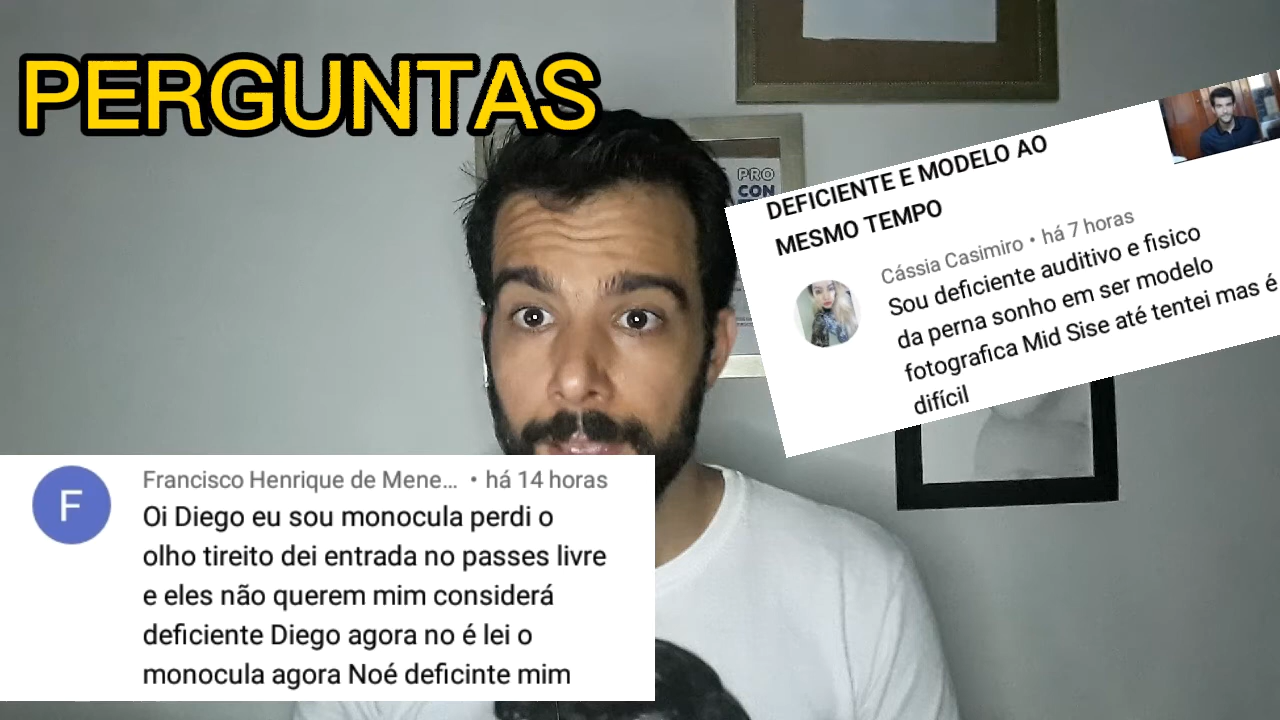 PERGUNTAS
PRO
CON
DEFICIENTE E MODELO AO
MESMO TEMPO
Cássia Casimiro • há 7 horas
Sou deficiente auditivo e fisico
da perna sonho em ser modelo
fotografica Mid Sise até tentei mas é
difícil
Francisco Henrique de Mene... • há 14 horas
F
Oi Diego eu sou monocula perdi o
olho tireito dei entrada no passes livre
e eles não querem mim considerá
deficiente Diego agora no é lei o
monocula agora Noé deficinte mim